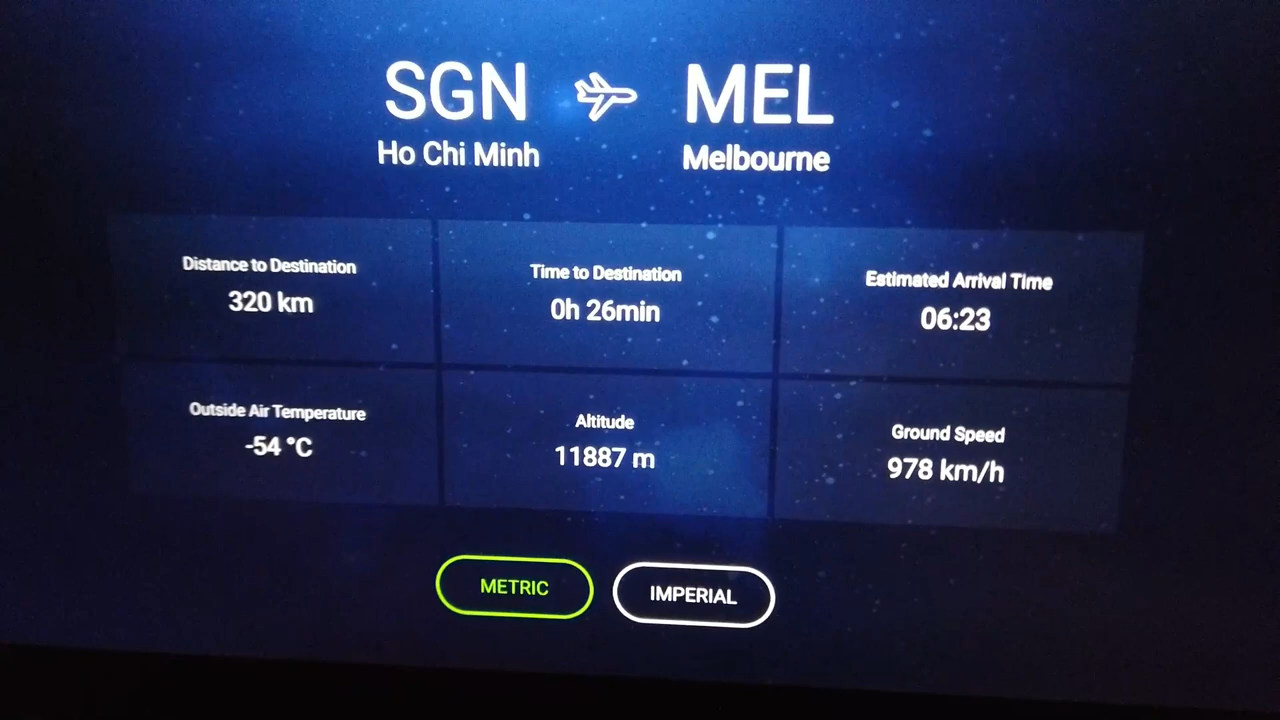 SGN MEL
Ho Chi Minh Melbourne
Distance to Destination
320 km
Time to Destination
0h 26min
Estimated Arrival Time
06:23
Outside Air Temperature
-54 °C
Altitude
11887 m
Ground Speed
978 km/h
METRIC IMPERIAL